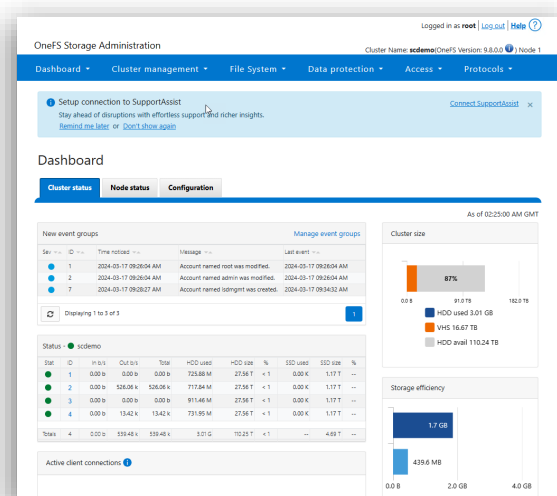 Logged in as root | Log out | Help ?
OneFS Storage Administration
Cluster Name: scdemo(OneFS Version: 9.8.0.0 ) Node 1
Dashboard Cluster management File System Data protection Access Protocols
Setup connection to SupportAssist
Connect SupportAssist ×
Stay ahead of disruptions with effortless support and richer insights.
Remind me later or Don't show again
Dashboard
Cluster status Node status Configuration
As of 02:25:00 AM GMT
New event groups Manage event groups
Sev ID Time noticed Message Last event
1 2024-03-17 09:26:04 AM Account named root was modified. 2024-03-17 09:26:04 AM
2 2024-03-17 09:26:04 AM Account named admin was modified. 2024-03-17 09:26:04 AM
7 2024-03-17 09:28:27 AM Account named lsdmgmt was created. 2024-03-17 09:34:32 AM
Displaying 1 to 3 of 3 1
Cluster size
87%
0.0 B 91.0 TB 182.0 TB
HDD used 3.01 GB
VHS 16.67 TB
HDD avail 110.24 TB
Status - scdemo
Stat ID In b/s Out b/s Total HDD used HDD size % SSD used SSD size %
1 0.00 b 0.00 b 0.00 b 725.88 M 27.56 T < 1 0.00 K 1.17 T --
2 0.00 b 526.06 k 526.06 k 717.84 M 27.56 T < 1 0.00 K 1.17 T --
3 0.00 b 0.00 b 0.00 b 911.46 M 27.56 T < 1 0.00 K 1.17 T --
4 0.00 b 13.42 k 13.42 k 731.95 M 27.56 T < 1 0.00 K 1.17 T --
Totals 4 0.00 b 539.48 k 539.48 k 3.01 G 110.25 T < 1 -- 4.69 T --
Storage efficiency
1.7 GB
439.6 MB
0.0 B 2.0 GB 4.0 GB
Active client connections